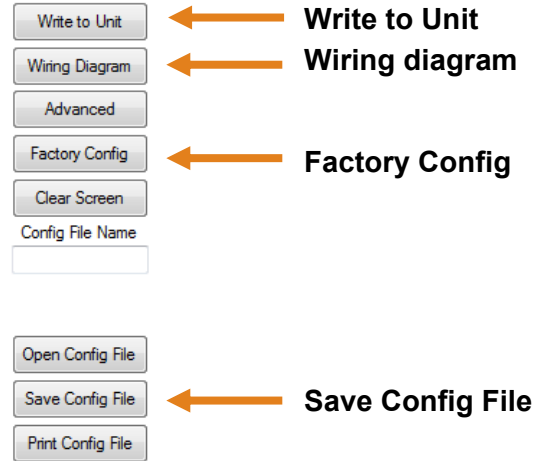 Write to Unit Write to Unit
Wiring Diagram Wiring diagram
Advanced
Factory Config Factory Config
Clear Screen
Config File Name
Open Config File
Save Config File Save Config File
Print Config File